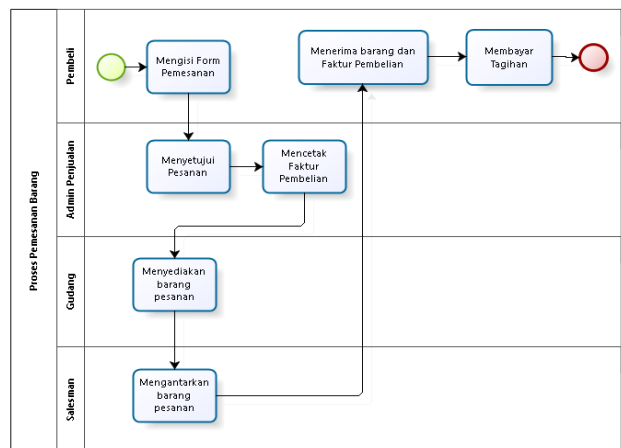 Proses Pemesanan Barang
Pembeli
Mengisi Form
Pemesanan
Menerima barang dan
Faktur Pembelian
Membayar
Tagihan
Admin Penjualan
Menyetujui
Pesanan
Mencetak
Faktur
Pembelian
Gudang
Menyediakan
barang
pesanan
Salesman
Mengantarkan
barang
pesanan